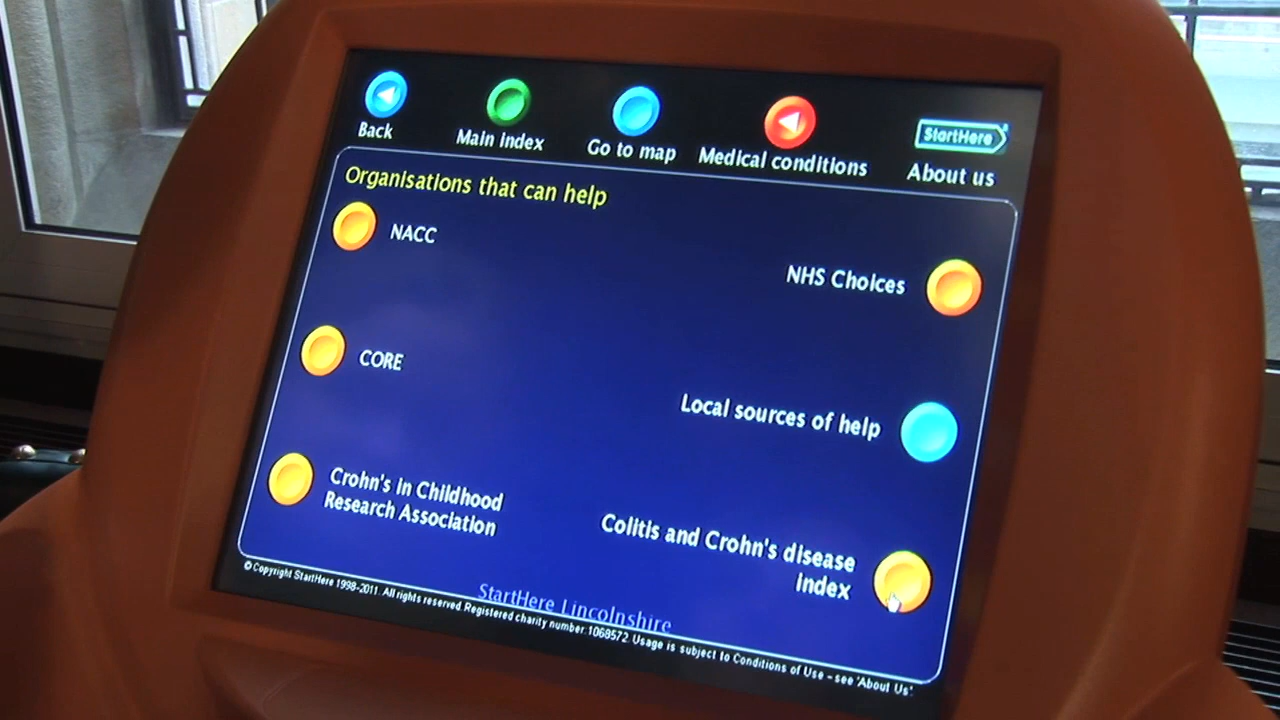 Back
Main index
Go to map
Medical conditions
StartHere
About us
Organisations that can help
NACC
NHS Choices
CORE
Local sources of help
Crohn's in Childhood
Research Association
Colitis and Crohn's disease
index
StartHere Lincolnshire
© Copyright StartHere 1998-2011. All rights reserved. Registered charity number: 1068572. Usage is subject to Conditions of Use - see 'About Us'.